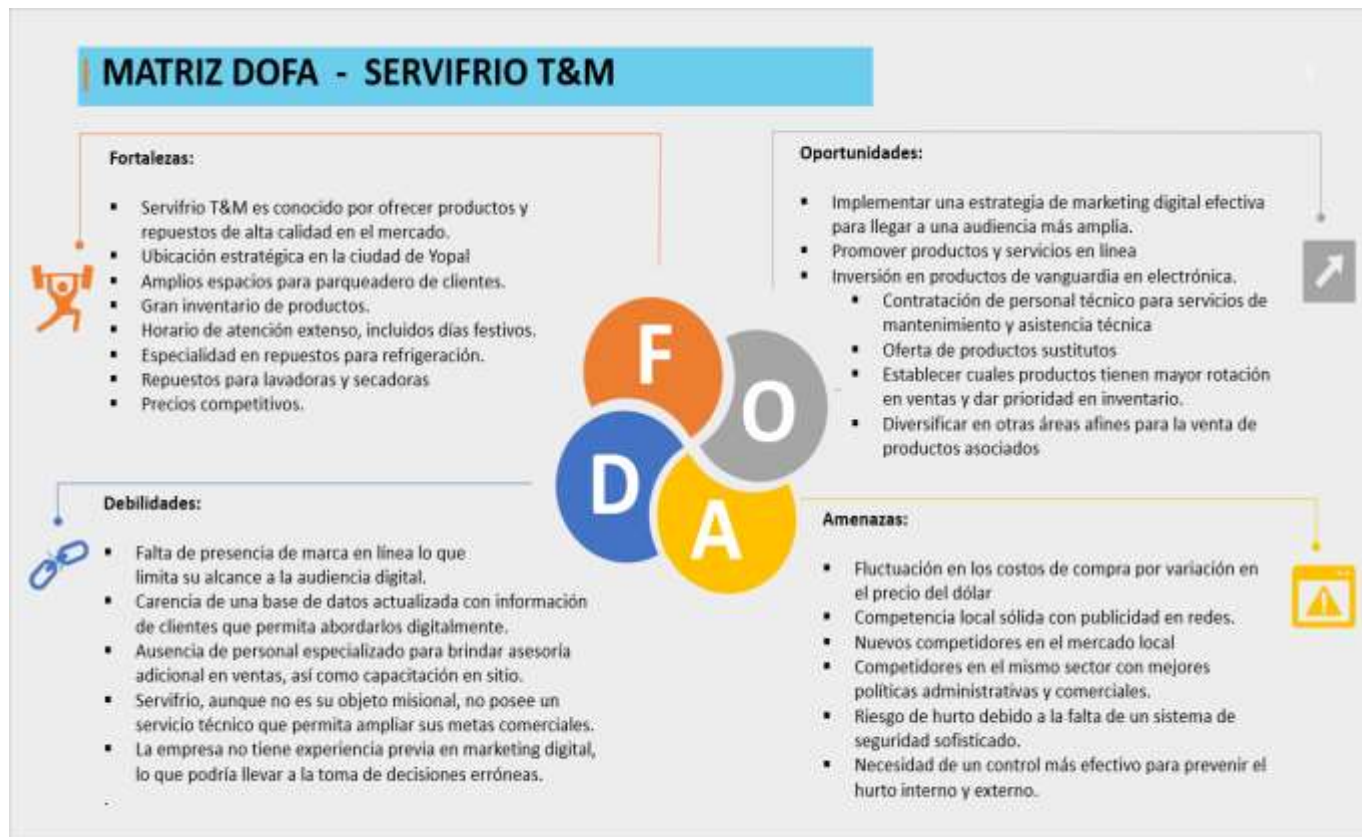 MATRIZ DOFA - SERVIFRIO T&M
Fortalezas:
▪ Servifrio T&M es conocido por ofrecer productos y
repuestos de alta calidad en el mercado.
▪ Ubicación estratégica en la ciudad de Yopal
▪ Amplios espacios para parqueadero de clientes.
▪ Gran inventario de productos.
▪ Horario de atención extenso, incluidos días festivos.
▪ Especialidad en repuestos para refrigeración.
▪ Repuestos para lavadoras y secadoras
▪ Precios competitivos.
Oportunidades:
▪ Implementar una estrategia de marketing digital efectiva
para llegar a una audiencia más amplia.
▪ Promover productos y servicios en línea
▪ Inversión en productos de vanguardia en electrónica.
▪ Contratación de personal técnico para servicios de
mantenimiento y asistencia técnica
▪ Oferta de productos sustitutos
▪ Establecer cuales productos tienen mayor rotación
en ventas y dar prioridad en inventario.
▪ Diversificar en otras áreas afines para la venta de
productos asociados
F
O
D
A
Debilidades:
▪ Falta de presencia de marca en línea lo que
limita su alcance a la audiencia digital.
▪ Carencia de una base de datos actualizada con información
de clientes que permita abordarlos digitalmente.
▪ Ausencia de personal especializado para brindar asesoría
adicional en ventas, así como capacitación en sitio.
▪ Servifrio, aunque no es su objeto misional, no posee un
servicio técnico que permita ampliar sus metas comerciales.
▪ La empresa no tiene experiencia previa en marketing digital,
lo que podría llevar a la toma de decisiones erróneas.
.
Amenazas:
▪ Fluctuación en los costos de compra por variación en
el precio del dólar
▪ Competencia local sólida con publicidad en redes.
▪ Nuevos competidores en el mercado local
▪ Competidores en el mismo sector con mejores
políticas administrativas y comerciales.
▪ Riesgo de hurto debido a la falta de un sistema de
seguridad sofisticado.
▪ Necesidad de un control más efectivo para prevenir el
hurto interno y externo.